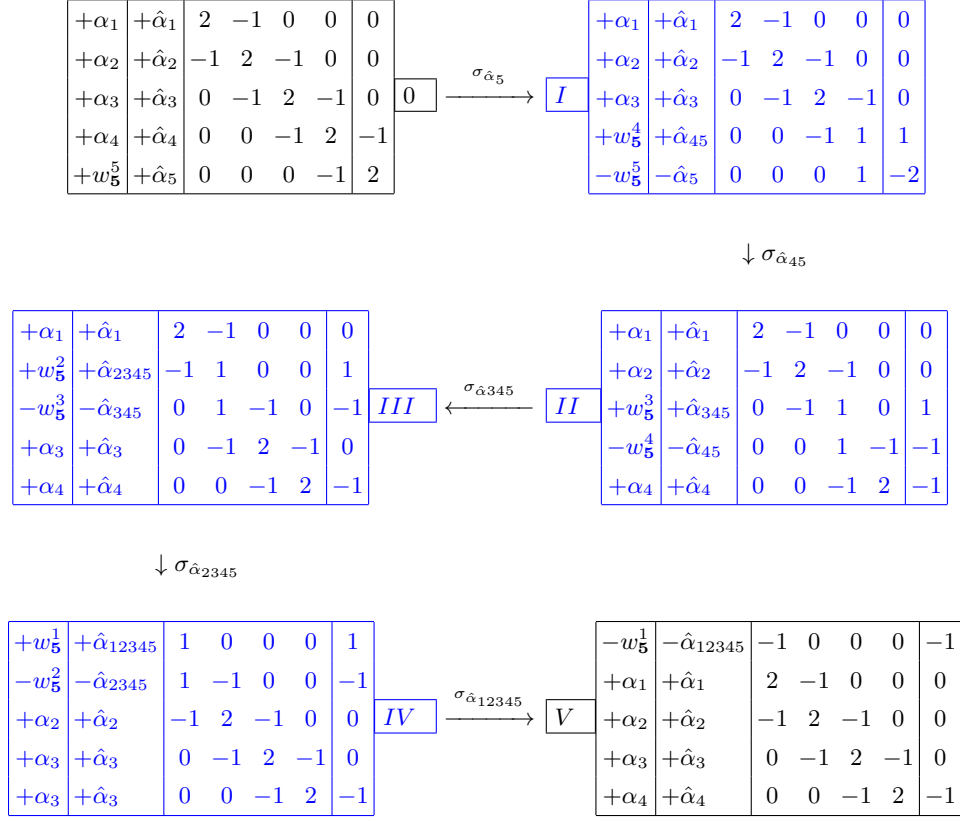 +α₁ +α̂₁ 2 −1 0 0 0
+α₂ +α̂₂ −1 2 −1 0 0
+α₃ +α̂₃ 0 −1 2 −1 0
+α₄ +α̂₄ 0 0 −1 2 −1
+w⁵₅ +α̂₅ 0 0 0 −1 2
0
σ_α̂₅
I
+α₁ +α̂₁ 2 −1 0 0 0
+α₂ +α̂₂ −1 2 −1 0 0
+α₃ +α̂₃ 0 −1 2 −1 0
+w⁴₅ +α̂₄₅ 0 0 −1 1 1
−w⁵₅ −α̂₅ 0 0 0 1 −2
↓ σ_α̂₄₅
+α₁ +α̂₁ 2 −1 0 0 0
+w²₅ +α̂₂₃₄₅ −1 1 0 0 1
−w³₅ −α̂₃₄₅ 0 1 −1 0 −1
+α₃ +α̂₃ 0 −1 2 −1 0
+α₄ +α̂₄ 0 0 −1 2 −1
III
σ_α̂₃₄₅
II
+α₁ +α̂₁ 2 −1 0 0 0
+α₂ +α̂₂ −1 2 −1 0 0
+w³₅ +α̂₃₄₅ 0 −1 1 0 1
−w⁴₅ −α̂₄₅ 0 0 1 −1 −1
+α₄ +α̂₄ 0 0 −1 2 −1
↓ σ_α̂₂₃₄₅
+w¹₅ +α̂₁₂₃₄₅ 1 0 0 0 1
−w²₅ −α̂₂₃₄₅ 1 −1 0 0 −1
+α₂ +α̂₂ −1 2 −1 0 0
+α₃ +α̂₃ 0 −1 2 −1 0
+α₃ +α̂₃ 0 0 −1 2 −1
IV
σ_α̂₁₂₃₄₅
V
−w¹₅ −α̂₁₂₃₄₅ −1 0 0 0 −1
+α₁ +α̂₁ 2 −1 0 0 0
+α₂ +α̂₂ −1 2 −1 0 0
+α₃ +α̂₃ 0 −1 2 −1 0
+α₄ +α̂₄ 0 0 −1 2 −1